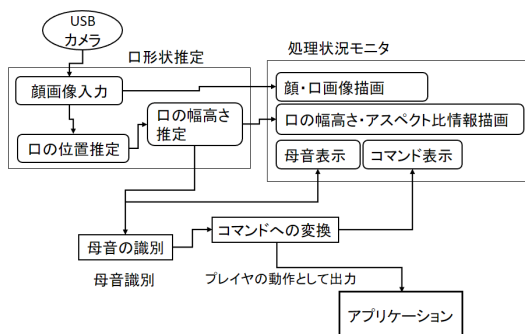 USB
カメラ
口形状推定
処理状況モニタ
顔画像入力
顔・口画像描画
口の幅高さ
推定
口の幅高さ・アスペクト比情報描画
口の位置推定
母音表示
コマンド表示
母音の識別
コマンドへの変換
母音識別
プレイヤの動作として出力
アプリケーション